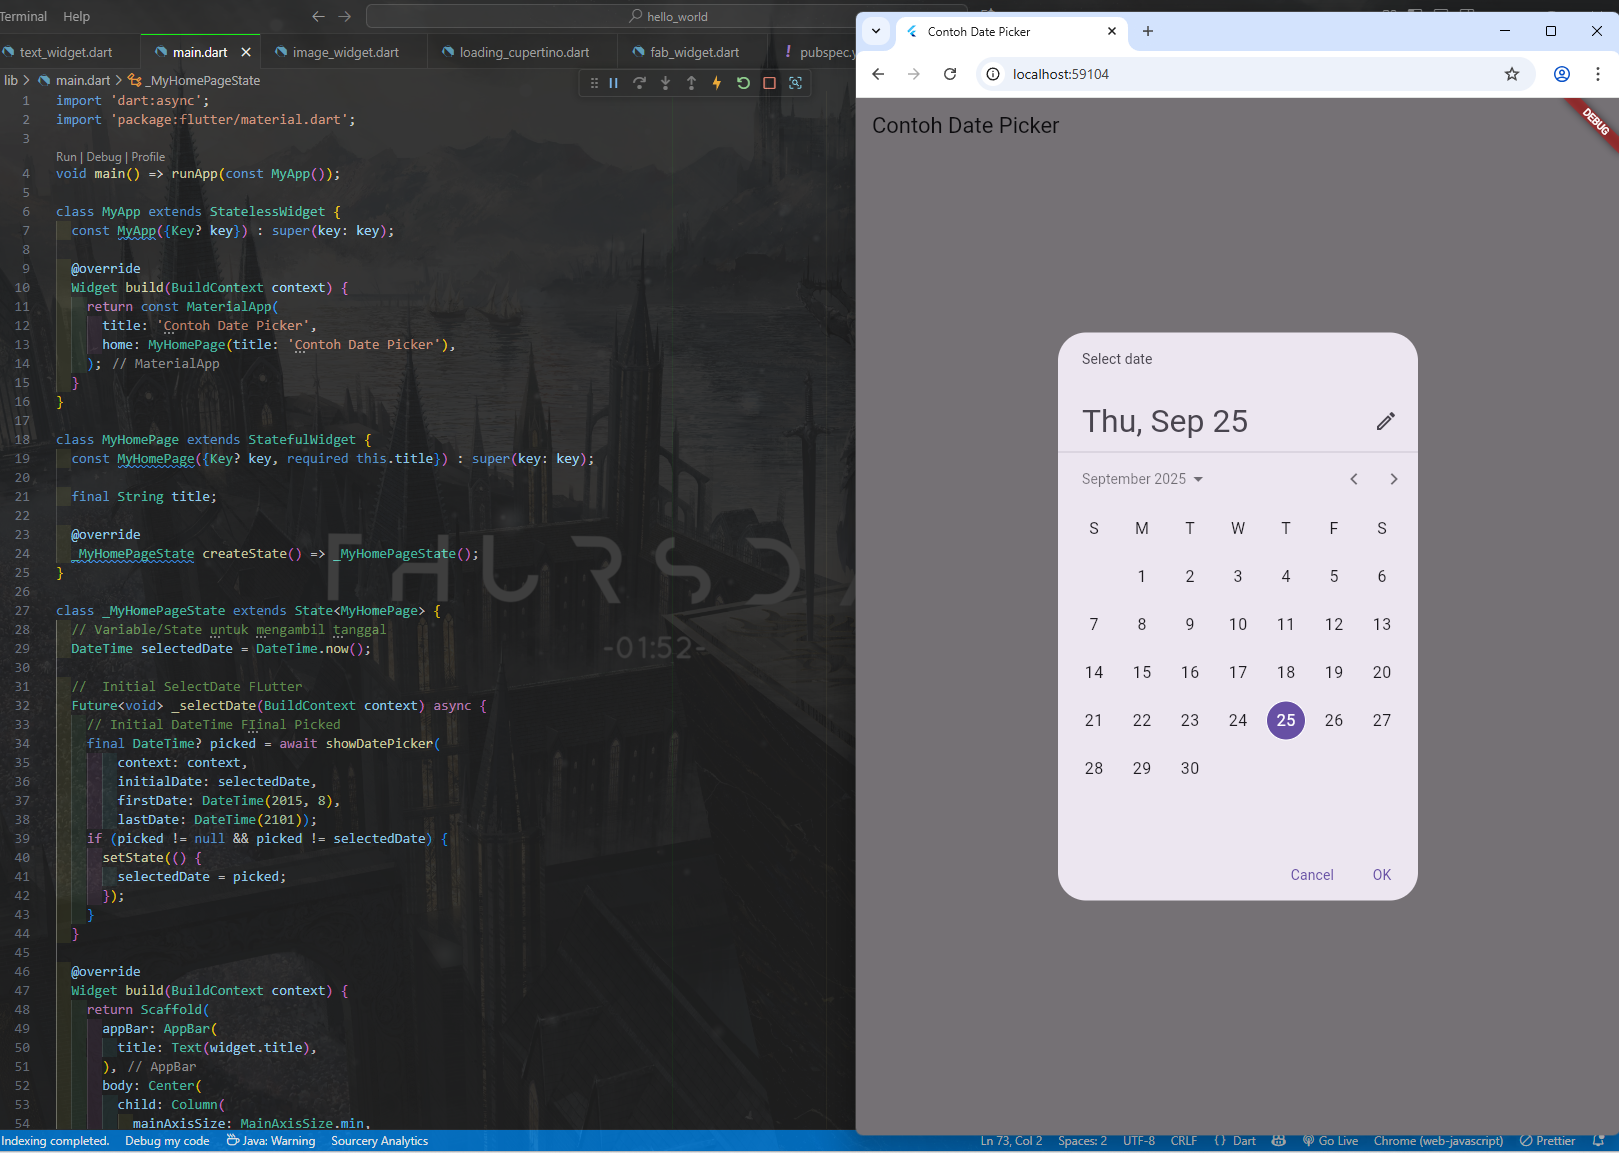 Terminal Help
hello_world
text_widget.dart
main.dart
image_widget.dart
loading_cupertino.dart
fab_widget.dart
! pubspec.y
lib > main.dart > _MyHomePageState
1 import 'dart:async';
2 import 'package:flutter/material.dart';
3
Run | Debug | Profile
4 void main() => runApp(const MyApp());
5
6 class MyApp extends StatelessWidget {
7 const MyApp({Key? key}) : super(key: key);
8
9 @override
10 Widget build(BuildContext context) {
11 return const MaterialApp(
12 title: 'Contoh Date Picker',
13 home: MyHomePage(title: 'Contoh Date Picker'),
14 ); // MaterialApp
15 }
16 }
17
18 class MyHomePage extends StatefulWidget {
19 const MyHomePage({Key? key, required this.title}) : super(key: key);
20
21 final String title;
22
23 @override
24 _MyHomePageState createState() => _MyHomePageState();
25 }
26
27 class _MyHomePageState extends State<MyHomePage> {
28 // Variable/State untuk mengambil tanggal
29 DateTime selectedDate = DateTime.now();
30
31 //  Initial SelectDate FLutter
32 Future<void> _selectDate(BuildContext context) async {
33 // Initial DateTime FIinal Picked
34 final DateTime? picked = await showDatePicker(
35 context: context,
36 initialDate: selectedDate,
37 firstDate: DateTime(2015, 8),
38 lastDate: DateTime(2101));
39 if (picked != null && picked != selectedDate) {
40 setState(() {
41 selectedDate = picked;
42 });
43 }
44 }
45
46 @override
47 Widget build(BuildContext context) {
48 return Scaffold(
49 appBar: AppBar(
50 title: Text(widget.title),
51 ), // AppBar
52 body: Center(
53 child: Column(
54 mainAxisSize: MainAxisSize.min,
THURSDA
-01:52-
Indexing completed. Debug my code Java: Warning Sourcery Analytics
Ln 73, Col 2 Spaces: 2 UTF-8 CRLF {} Dart Go Live Chrome (web-javascript) Prettier
Contoh Date Picker
localhost:59104
Contoh Date Picker
DEBUG
Select date
Thu, Sep 25
September 2025
S M T W T F S
1 2 3 4 5 6
7 8 9 10 11 12 13
14 15 16 17 18 19 20
21 22 23 24 25 26 27
28 29 30
Cancel OK